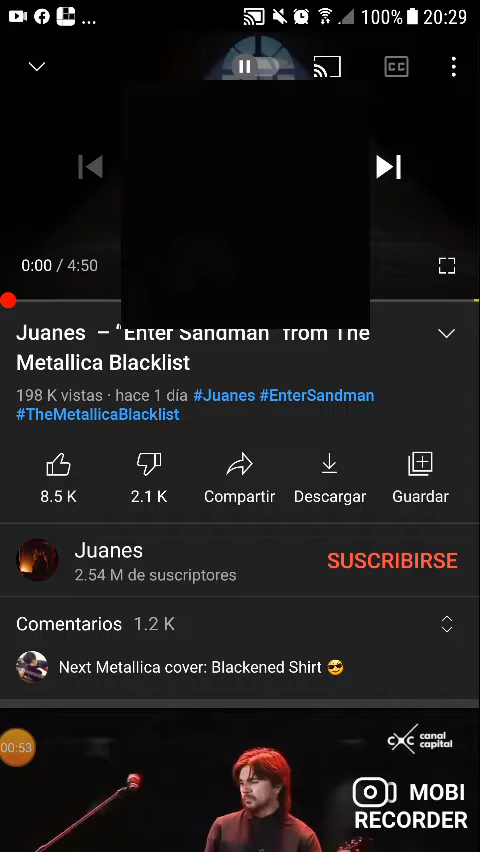 ... 100% 20:29
CC
0:00 / 4:50
Juanes – “Enter Sandman” from The
Metallica Blacklist
198 K vistas · hace 1 día #Juanes #EnterSandman
#TheMetallicaBlacklist
8.5 K 2.1 K Compartir Descargar Guardar
Juanes
2.54 M de suscriptores
SUSCRIBIRSE
Comentarios 1.2 K
Next Metallica cover: Blackened Shirt 😎
canal
capital
00:53
MOBI
RECORDER